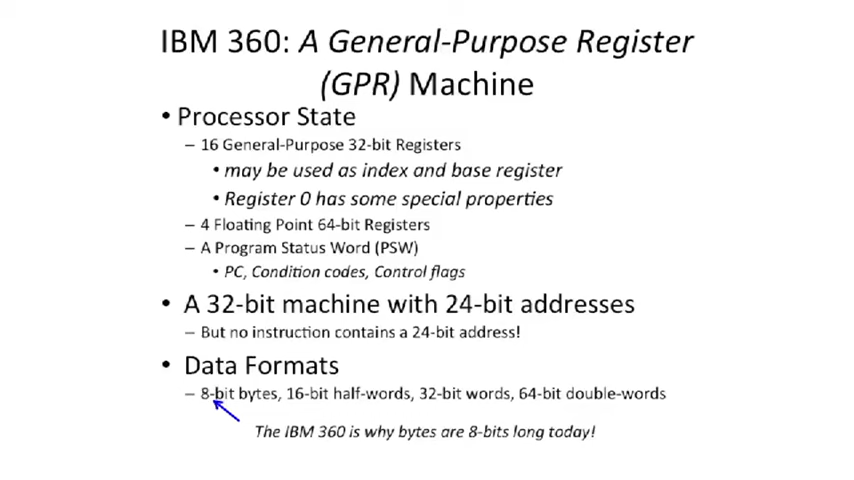 IBM 360: A General-Purpose Register
(GPR) Machine
• Processor State
– 16 General-Purpose 32-bit Registers
• may be used as index and base register
• Register 0 has some special properties
– 4 Floating Point 64-bit Registers
– A Program Status Word (PSW)
• PC, Condition codes, Control flags
• A 32-bit machine with 24-bit addresses
– But no instruction contains a 24-bit address!
• Data Formats
– 8-bit bytes, 16-bit half-words, 32-bit words, 64-bit double-words
The IBM 360 is why bytes are 8-bits long today!